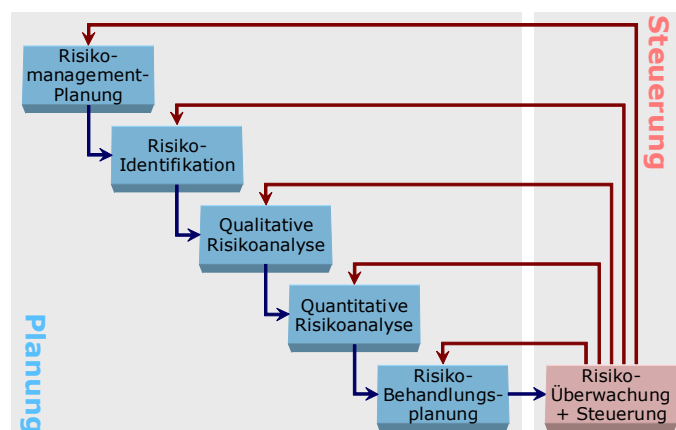 Risiko-
management-
Planung
Risiko-
Identifikation
Qualitative
Risikoanalyse
Quantitative
Risikoanalyse
Risiko-
Behandlungs-
planung
Risiko-
Überwachung
+ Steuerung
Planung
Steuerung